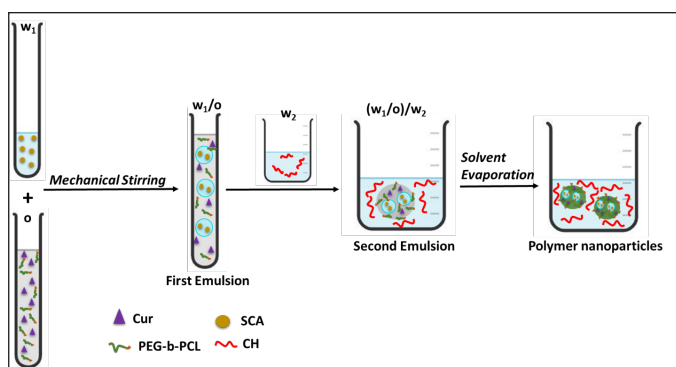 w₁
+
o
Mechanical Stirring
w₁/o
First Emulsion
w₂
(w₁/o)/w₂
Second Emulsion
Solvent
Evaporation
Polymer nanoparticles
Cur
SCA
PEG-b-PCL
CH